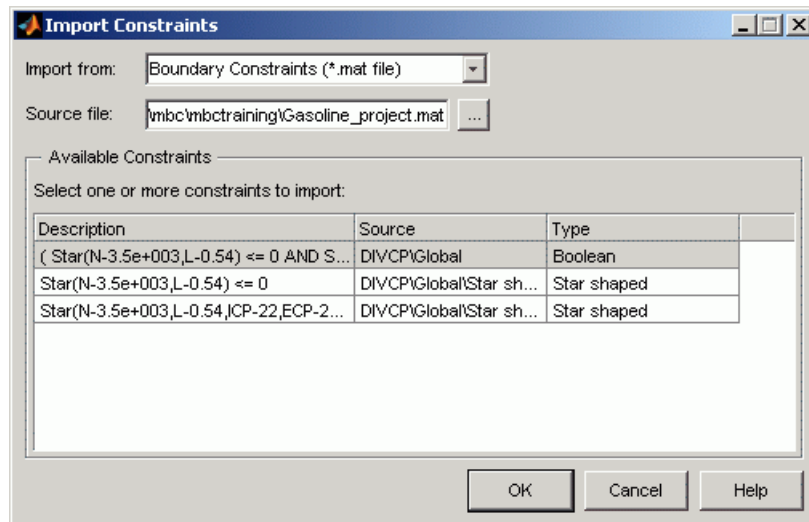 Import Constraints
Import from: Boundary Constraints (*.mat file)
Source file: \mbc\mbctraining\Gasoline_project.mat ...
Available Constraints
Select one or more constraints to import:
Description Source Type
( Star(N-3.5e+003,L-0.54) <= 0 AND S... DIVCP\Global Boolean
Star(N-3.5e+003,L-0.54) <= 0 DIVCP\Global\Star sh... Star shaped
Star(N-3.5e+003,L-0.54,ICP-22,ECP-2... DIVCP\Global\Star sh... Star shaped
OK Cancel Help